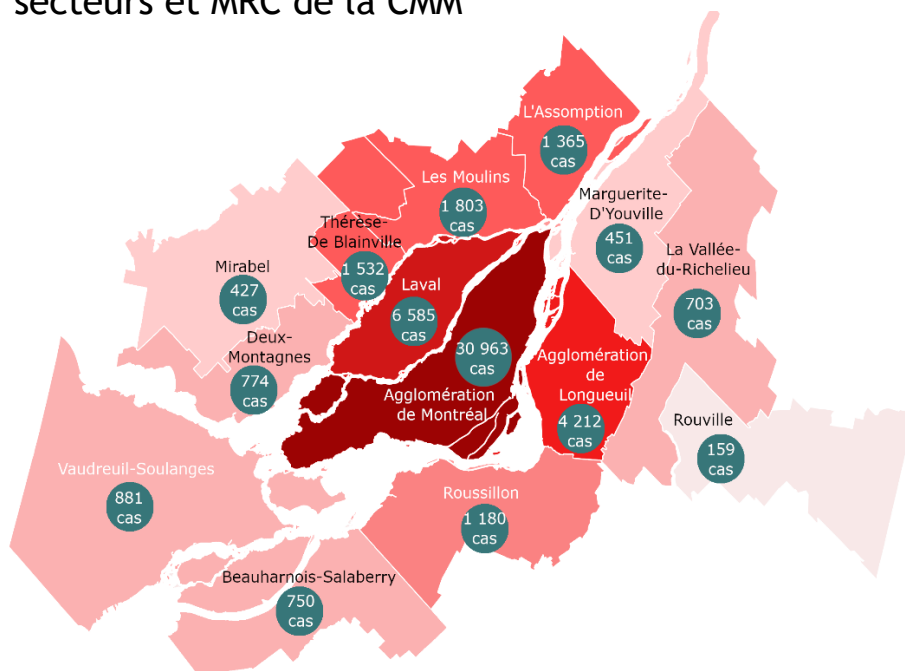 secteurs et MRC de la CMM
L'Assomption
1 365
cas
Les Moulins
1 803
cas
Marguerite-
D'Youville
451
cas
Thérèse-
De Blainville
1 532
cas
La Vallée-
du-Richelieu
703
cas
Mirabel
427
cas
Laval
6 585
cas
Deux-
Montagnes
774
cas
30 963
cas
Agglomération
de Montréal
Agglomération
de
Longueuil
4 212
cas
Rouville
159
cas
Vaudreuil-Soulanges
881
cas
Roussillon
1 180
cas
Beauharnois-Salaberry
750
cas